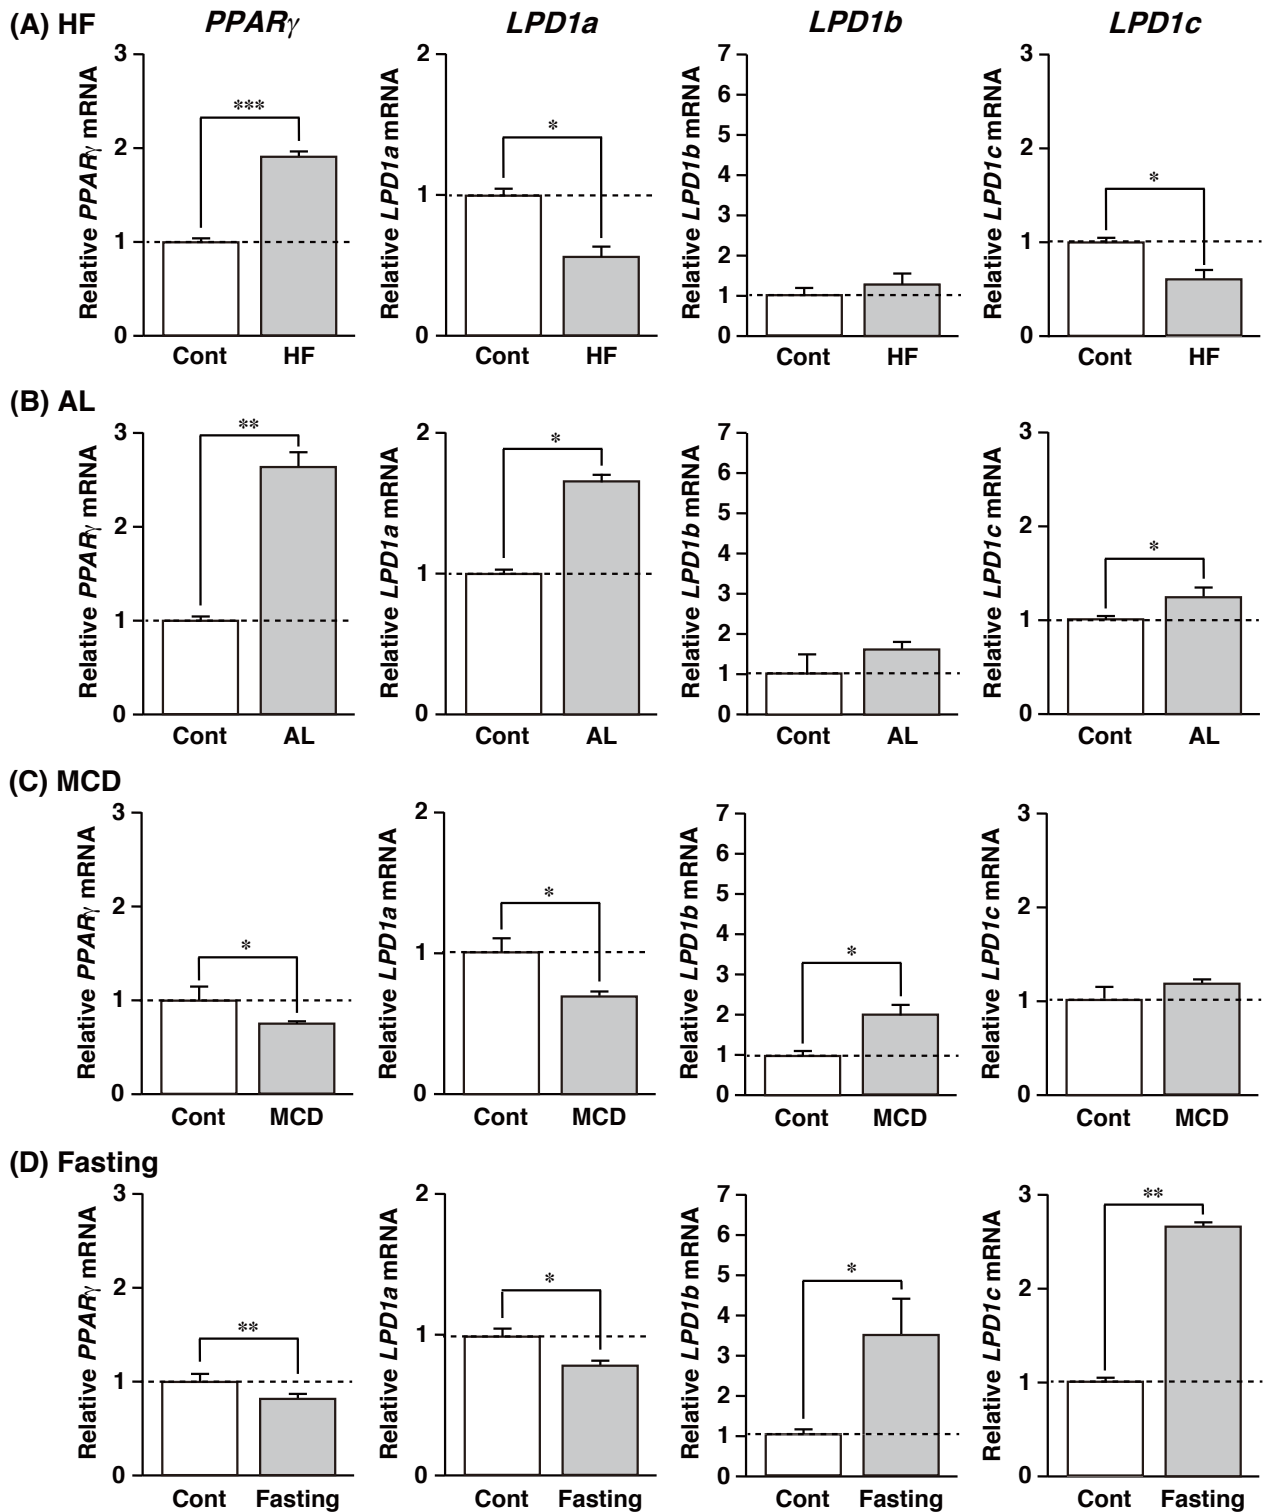 (A) HF
PPARγ LPD1a LPD1b LPD1c
Relative PPARγ mRNA
3
2
1
0
***
Cont HF
Relative LPD1a mRNA
2
1
0
*
Cont HF
Relative LPD1b mRNA
7
6
5
4
3
2
1
0
Cont HF
Relative LPD1c mRNA
3
2
1
0
*
Cont HF
(B) AL
Relative PPARγ mRNA
3
2
1
0
**
Cont AL
Relative LPD1a mRNA
2
1
0
*
Cont AL
Relative LPD1b mRNA
7
6
5
4
3
2
1
0
Cont AL
Relative LPD1c mRNA
3
2
1
0
*
Cont AL
(C) MCD
Relative PPARγ mRNA
3
2
1
0
*
Cont MCD
Relative LPD1a mRNA
2
1
0
*
Cont MCD
Relative LPD1b mRNA
7
6
5
4
3
2
1
0
*
Cont MCD
Relative LPD1c mRNA
3
2
1
0
Cont MCD
(D) Fasting
Relative PPARγ mRNA
3
2
1
0
**
Cont Fasting
Relative LPD1a mRNA
2
1
0
*
Cont Fasting
Relative LPD1b mRNA
7
6
5
4
3
2
1
0
*
Cont Fasting
Relative LPD1c mRNA
3
2
1
0
**
Cont Fasting